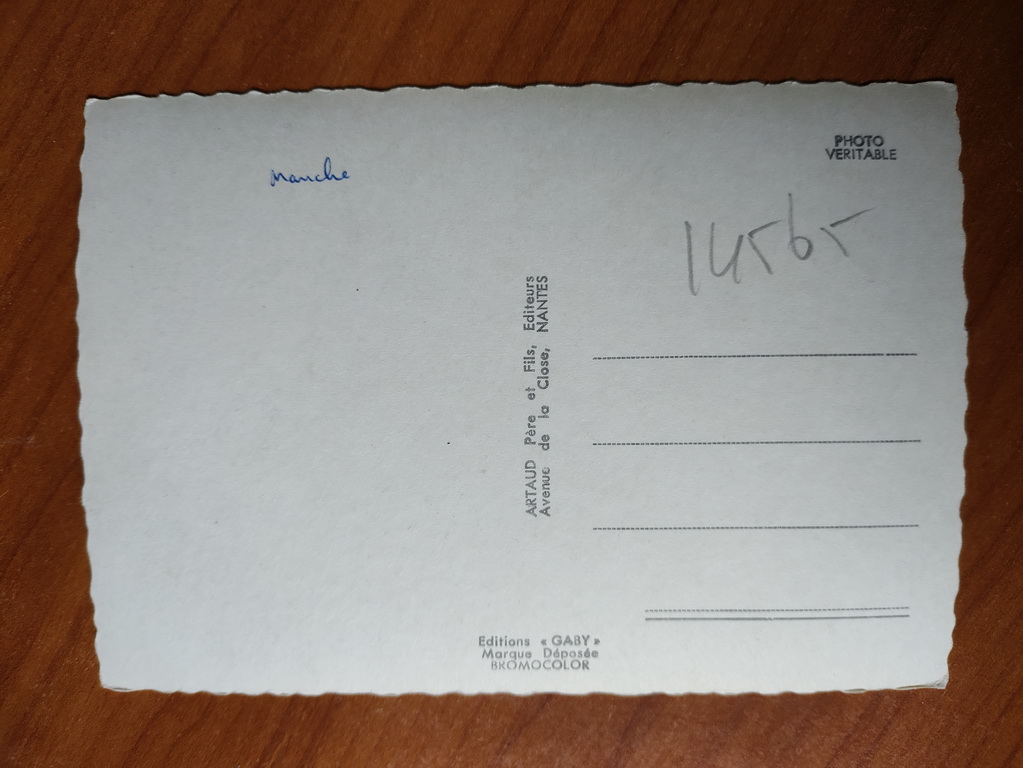 manche
PHOTO
VERITABLE
14565
ARTAUD Père et Fils, Editeurs
Avenue de la Close, NANTES
Editions « GABY »
Marque Déposée
BROMOCOLOR